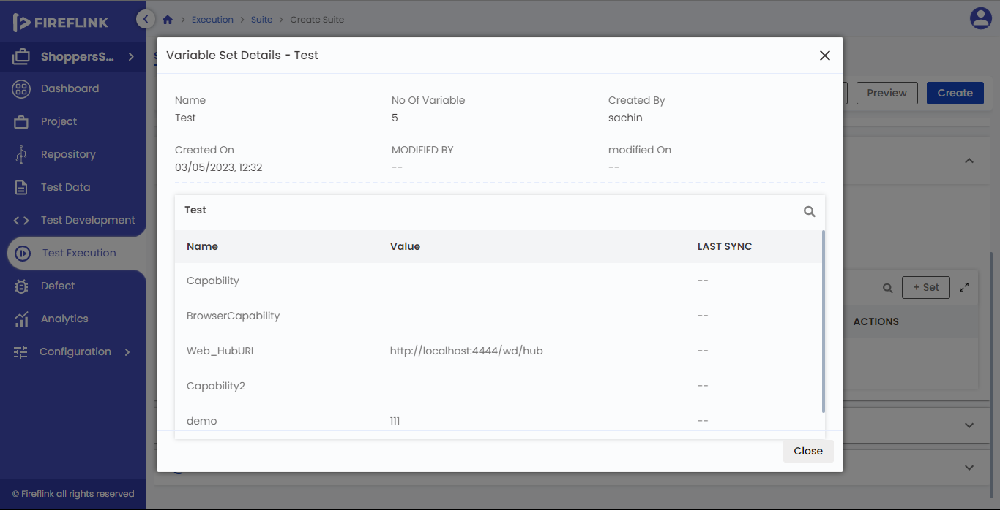 FIREFLINK
Execution
Suite
Create Suite
ShoppersS...
Dashboard
Project
Repository
Test Data
Test Development
Test Execution
Defect
Analytics
Configuration
© Fireflink all rights reserved
Preview
Create
+ Set
ACTIONS
Variable Set Details - Test
Name
No Of Variable
Created By
Test
5
sachin
Created On
MODIFIED BY
modified On
03/05/2023, 12:32
--
--
Test
Name
Value
LAST SYNC
Capability
--
BrowserCapability
--
Web_HubURL
http://localhost:4444/wd/hub
--
Capability2
--
demo
111
--
Close